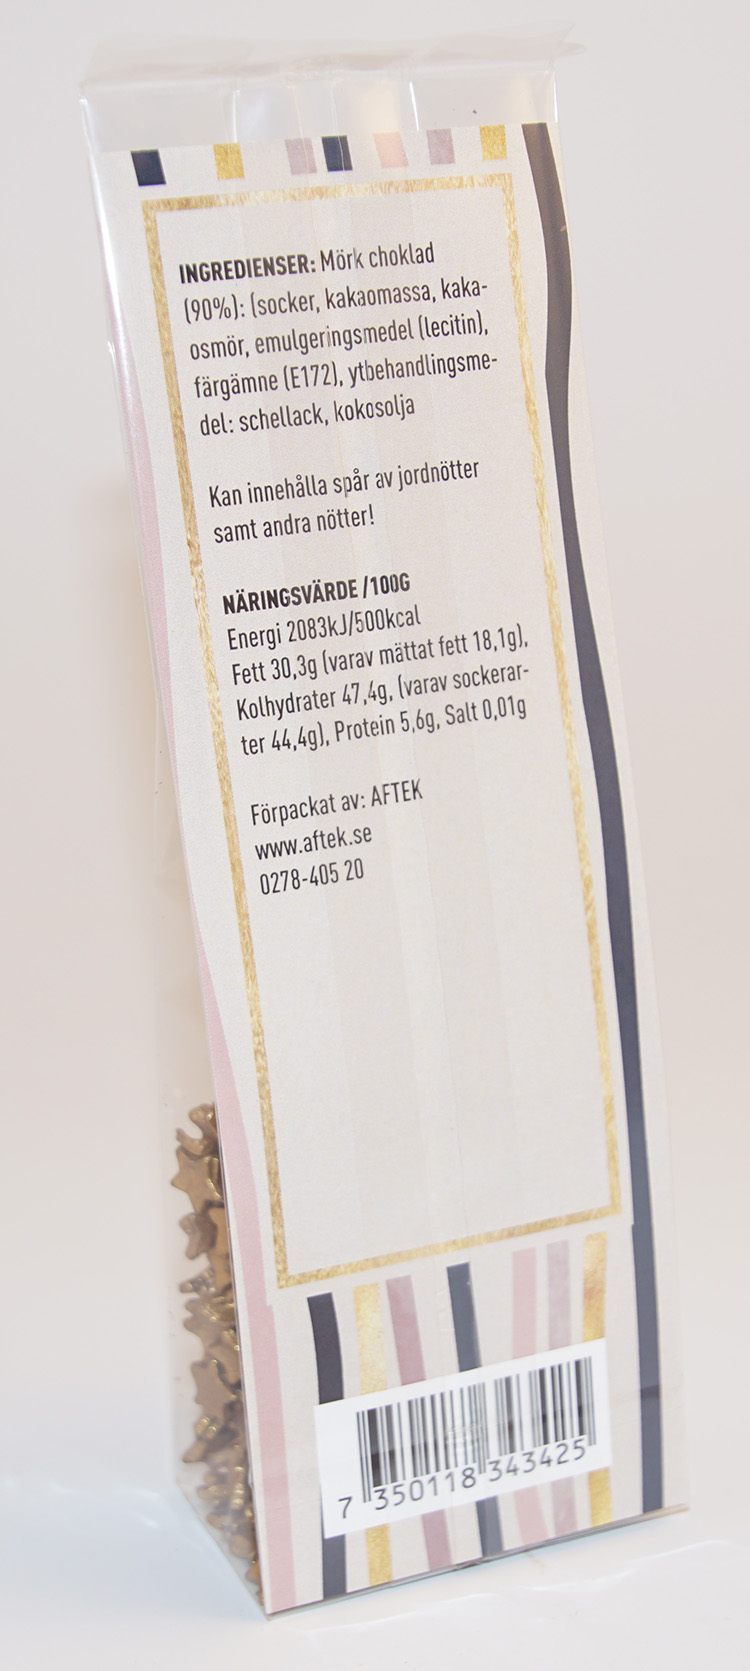 INGREDIENSER: Mörk choklad
(90%): (socker, kakaomassa, kaka-
osmör, emulgeringsmedel (lecitin),
färgämne (E172), ytbehandlingsme-
del: schellack, kokosolja
Kan innehålla spår av jordnötter
samt andra nötter!
NÄRINGSVÄRDE /100G
Energi 2083kJ/500kcal
Fett 30,3g (varav mättat fett 18,1g),
Kolhydrater 47,4g, (varav sockerar-
ter 44,4g), Protein 5,6g, Salt 0,01g
Förpackat av: AFTEK
www.aftek.se
0278-405 20
7 350118 343425